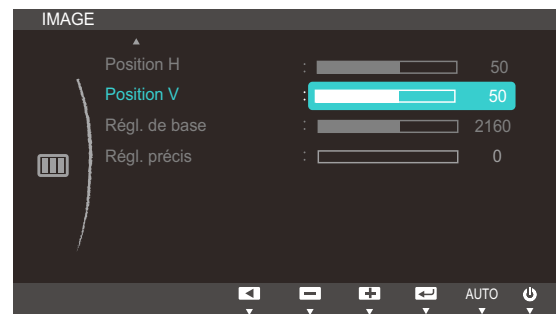 IMAGE
Position H : 50
Position V : 50
Régl. de base : 2160
Régl. précis : 0
AUTO